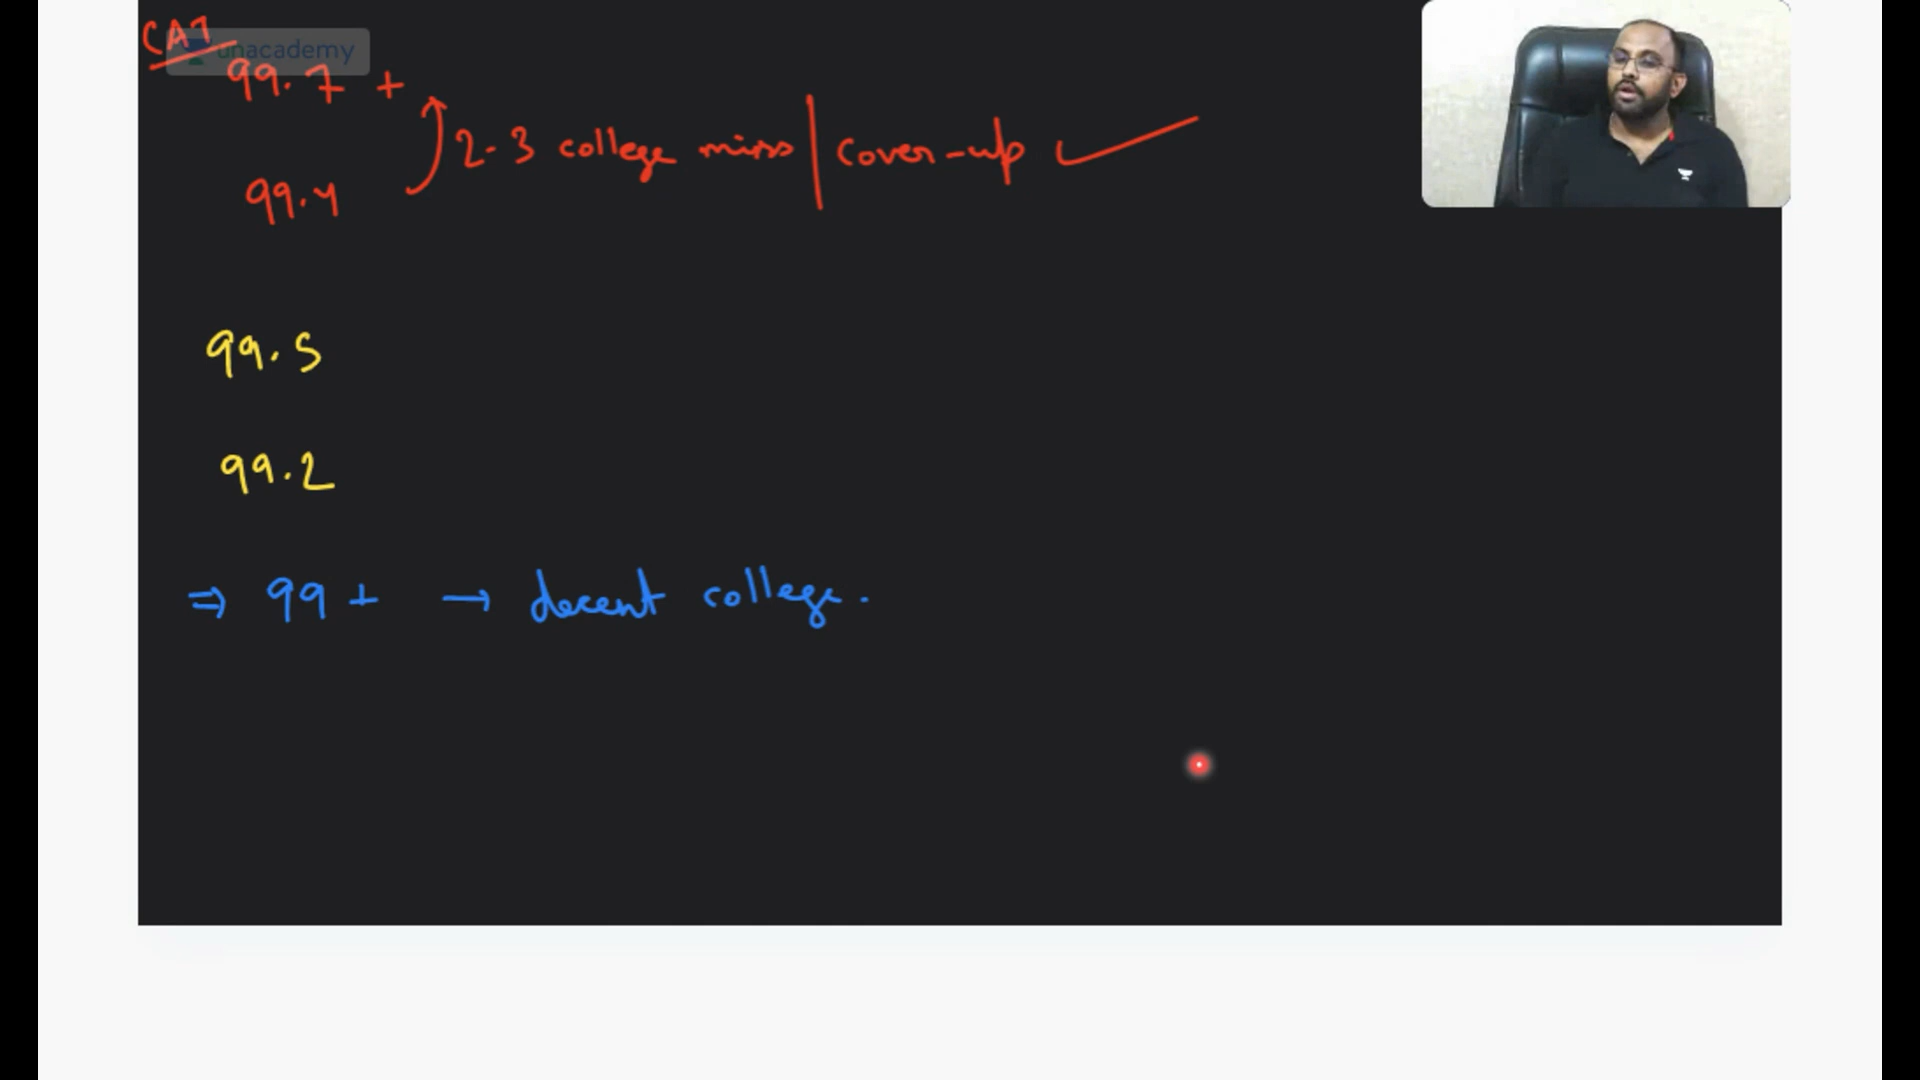 CAT
unacademy
99.7 +
2-3 college miss | cover-up ✓
99.4
99.5
99.2
⇒ 99 + → decent college.